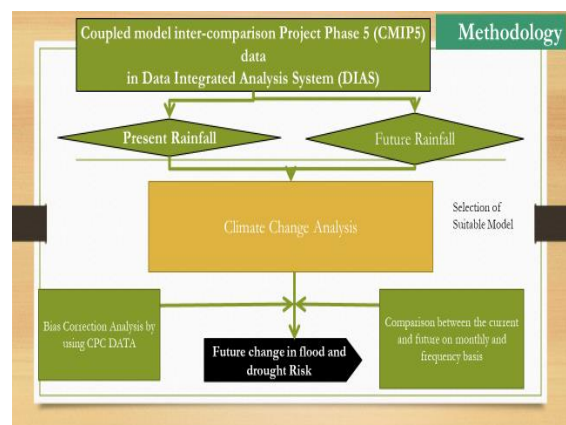 Methodology
Coupled model inter-comparison Project Phase 5 (CMIP5)
data
in Data Integrated Analysis System (DIAS)
Present Rainfall
Future Rainfall
Climate Change Analysis
Selection of
Suitable Model
Bias Correction Analysis by
using CPC DATA
Future change in flood and
drought Risk
Comparison between the current
and future on monthly and
frequency basis